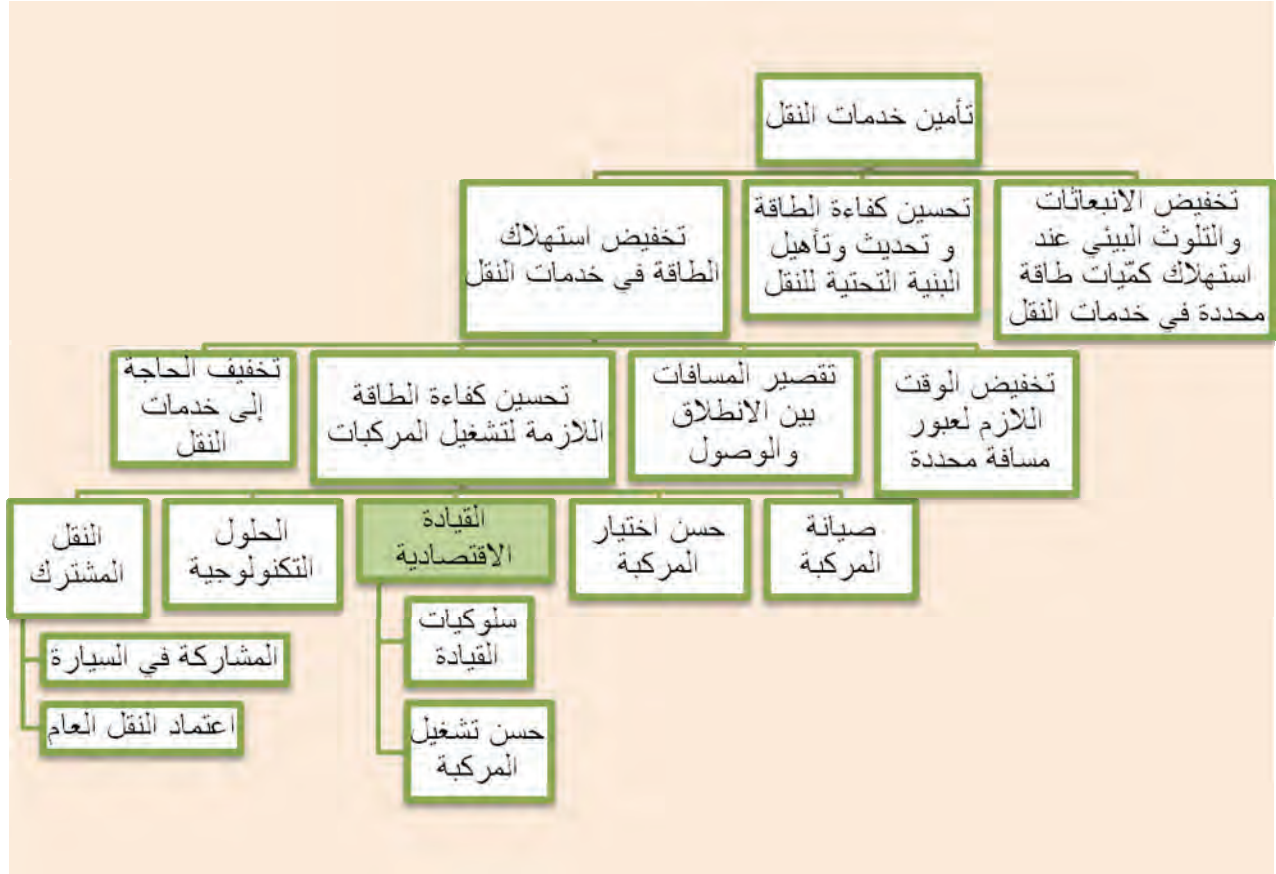 تأمين خدمات النقل
تخفيض الانبعاثات
والتلوث البيئي عند
استهلاك كمّيات طاقة
محددة في خدمات النقل
تحسين كفاءة الطاقة
و تحديث وتأهيل
البنية التحتية للنقل
تخفيض استهلاك
الطاقة في خدمات النقل
تخفيض الوقت
اللازم لعبور
مسافة محددة
تقصير المسافات
بين الانطلاق
والوصول
تحسين كفاءة الطاقة
اللازمة لتشغيل المركبات
تخفيف الحاجة
إلى خدمات
النقل
صيانة
المركبة
حسن اختيار
المركبة
القيادة
الاقتصادية
سلوكيات
القيادة
حسن تشغيل
المركبة
الحلول
التكنولوجية
النقل
المشترك
المشاركة في السيارة
اعتماد النقل العام